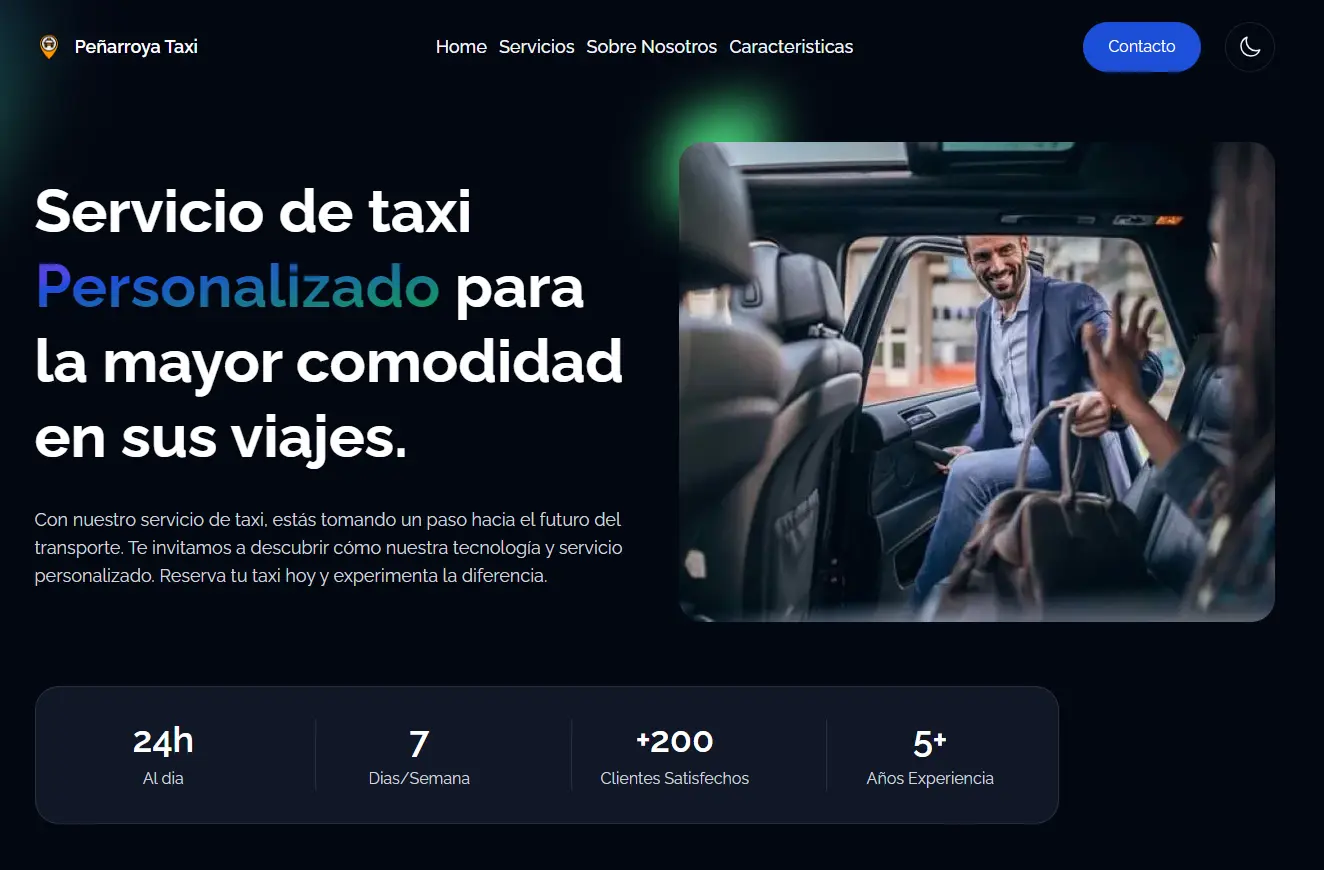 Peñarroya Taxi
Home Servicios Sobre Nosotros Caracteristicas
Contacto
Servicio de taxi
Personalizado para
la mayor comodidad
en sus viajes.
Con nuestro servicio de taxi, estás tomando un paso hacia el futuro del
transporte. Te invitamos a descubrir cómo nuestra tecnología y servicio
personalizado. Reserva tu taxi hoy y experimenta la diferencia.
24h
Al dia
7
Dias/Semana
+200
Clientes Satisfechos
5+
Años Experiencia